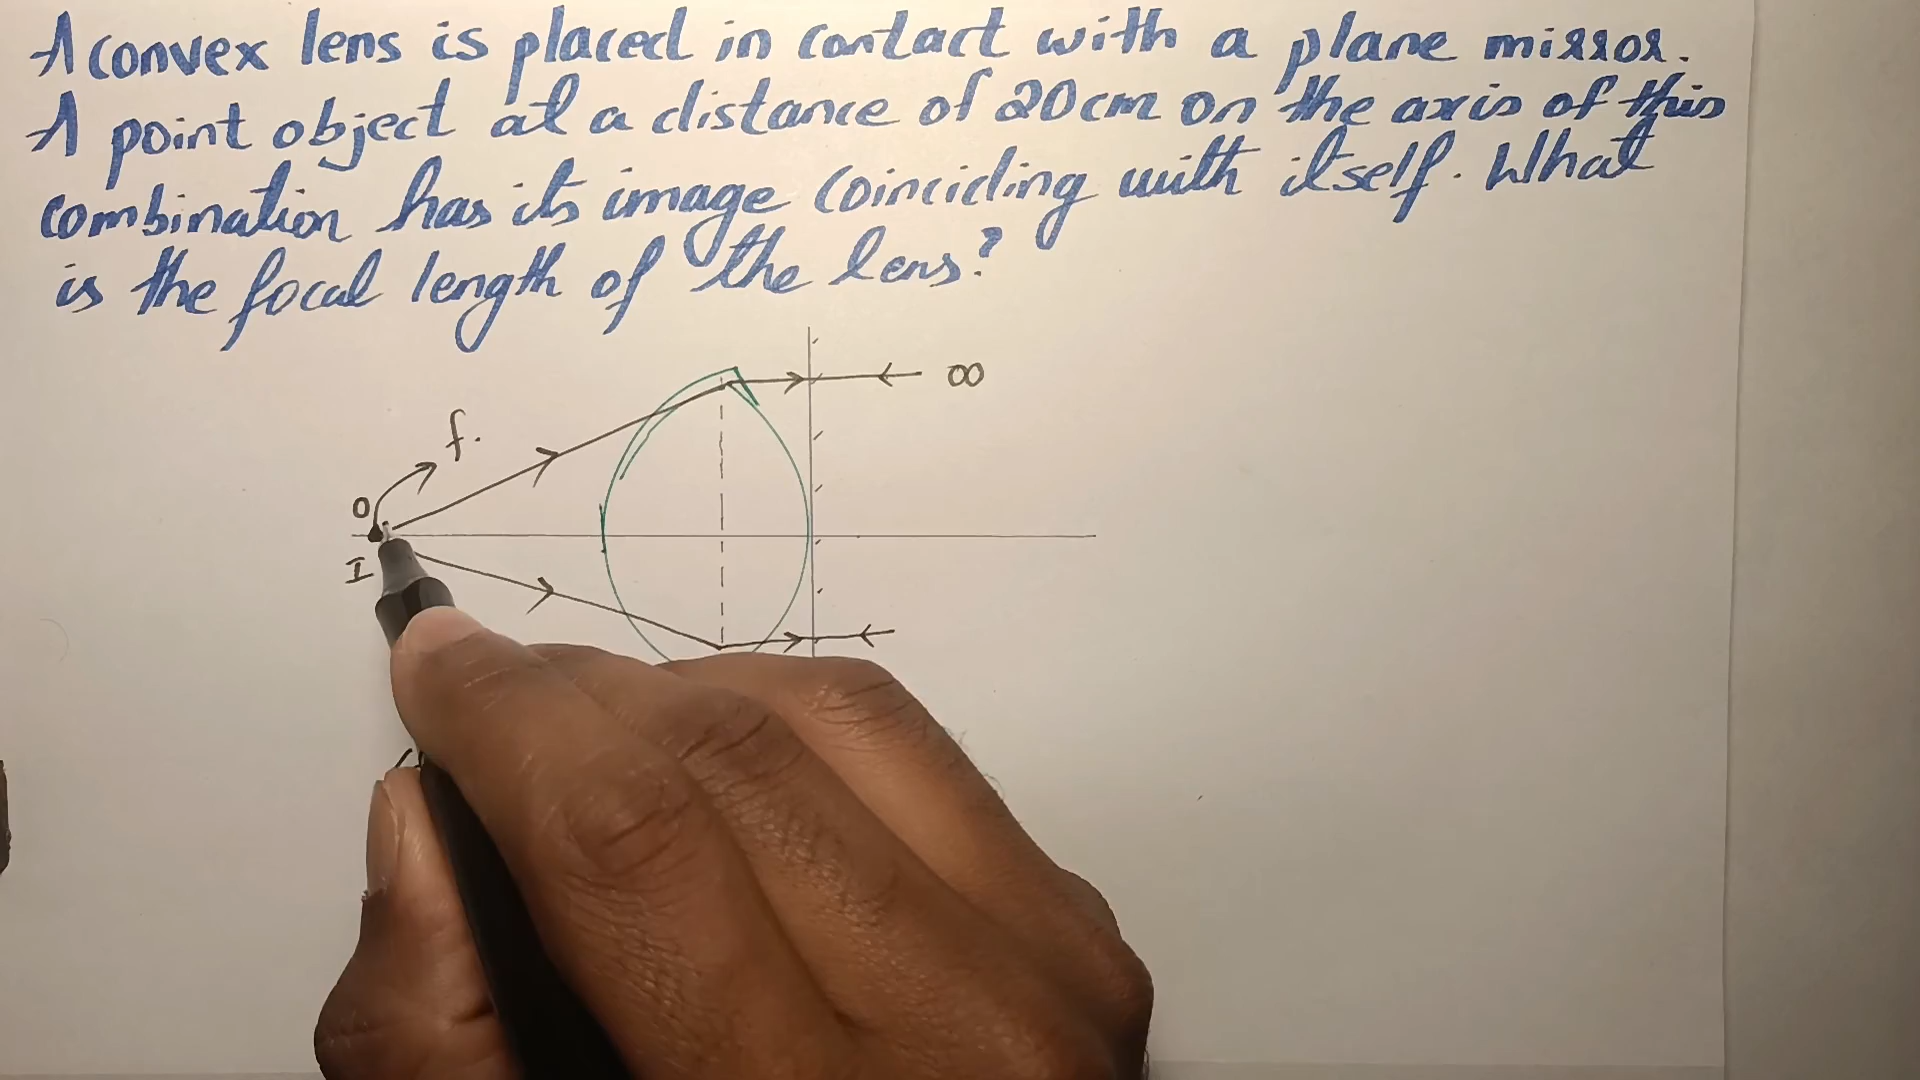 A convex lens is placed in contact with a plane mirror.
A point object at a distance of 20cm on the axis of this
combination has its image coinciding with itself. What
is the focal length of the lens?
∞
f.
O
I